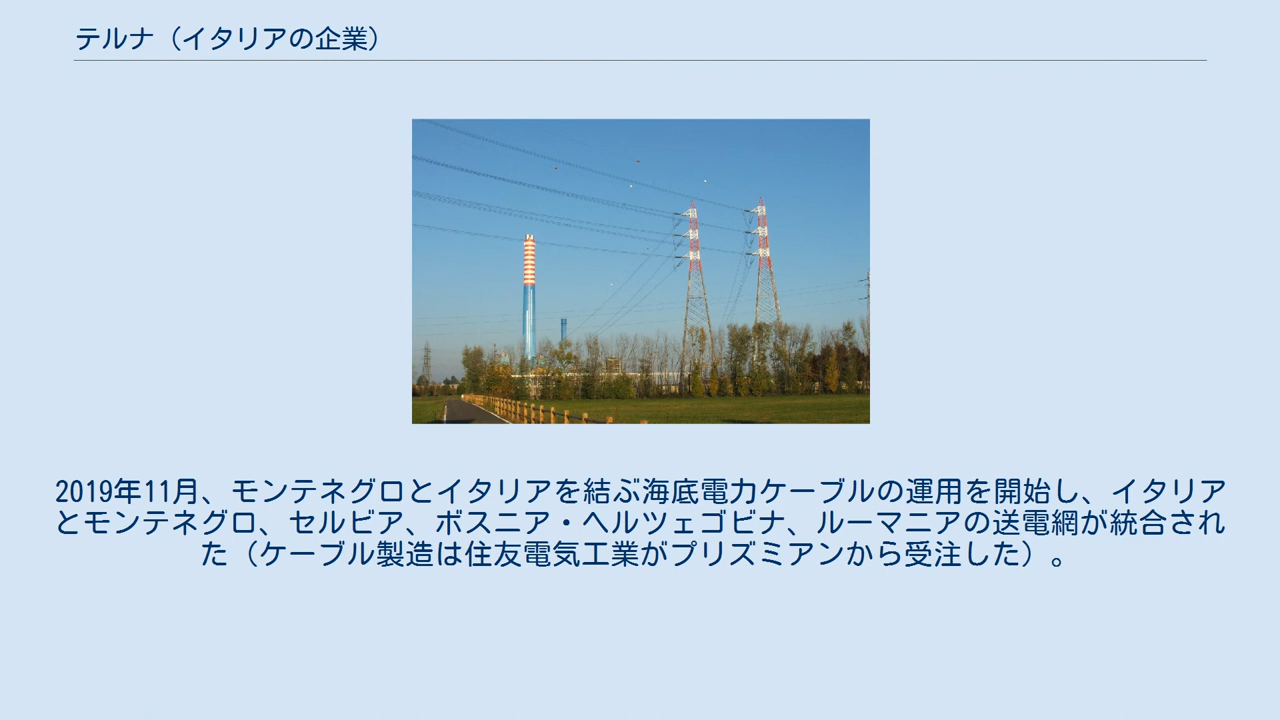 テルナ（イタリアの企業）
2019年11月、モンテネグロとイタリアを結ぶ海底電力ケーブルの運用を開始し、イタリア
とモンテネグロ、セルビア、ボスニア・ヘルツェゴビナ、ルーマニアの送電網が統合され
た（ケーブル製造は住友電気工業がプリズミアンから受注した）。